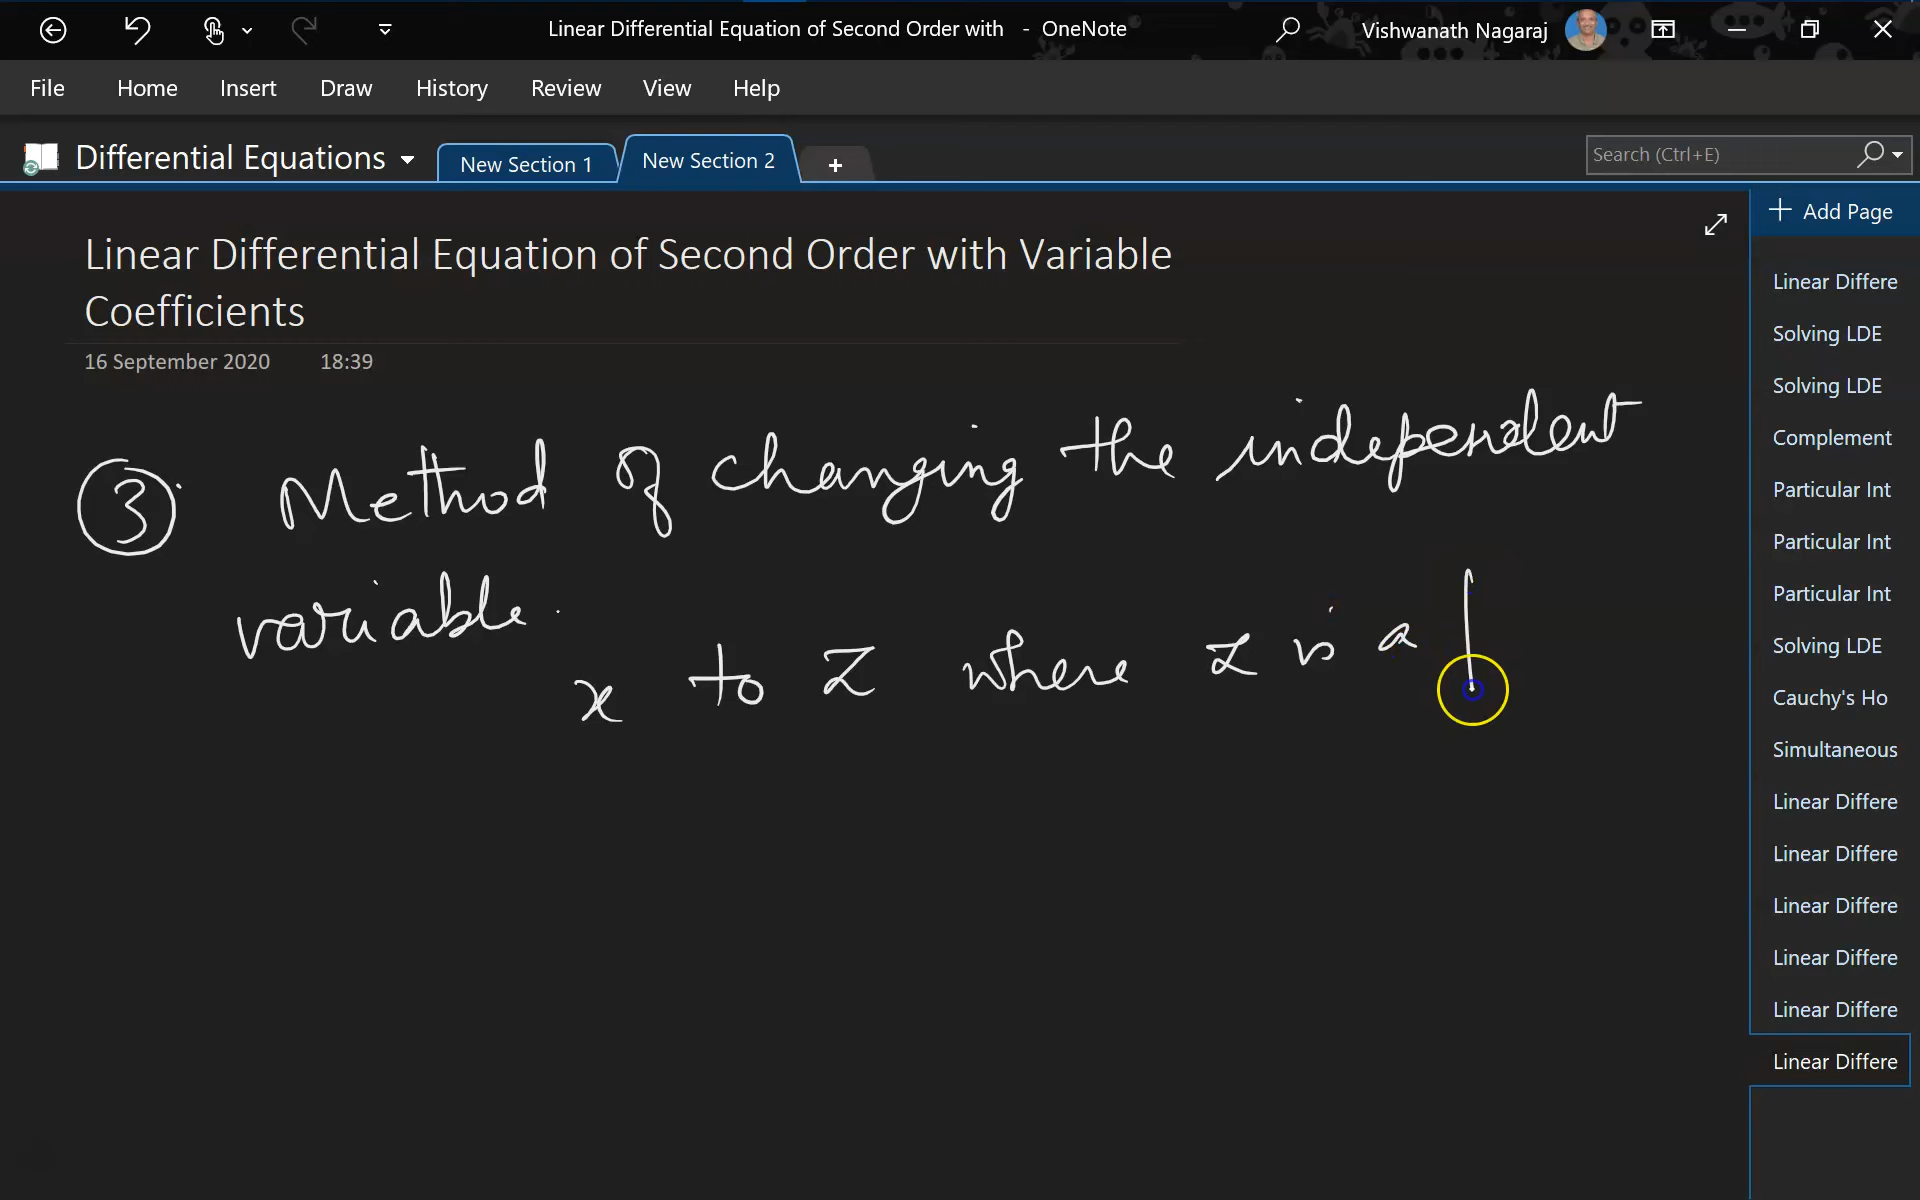 Linear Differential Equation of Second Order with - OneNote
Vishwanath Nagaraj
File Home Insert Draw History Review View Help
Differential Equations
New Section 1
New Section 2
+
Search (Ctrl+E)
Add Page
Linear Differential Equation of Second Order with Variable
Coefficients
16 September 2020 18:39
3 Method of changing the independent
variable.
x to z where z is a
Linear Differe
Solving LDE
Solving LDE
Complement
Particular Int
Particular Int
Particular Int
Solving LDE
Cauchy's Ho
Simultaneous
Linear Differe
Linear Differe
Linear Differe
Linear Differe
Linear Differe
Linear Differe